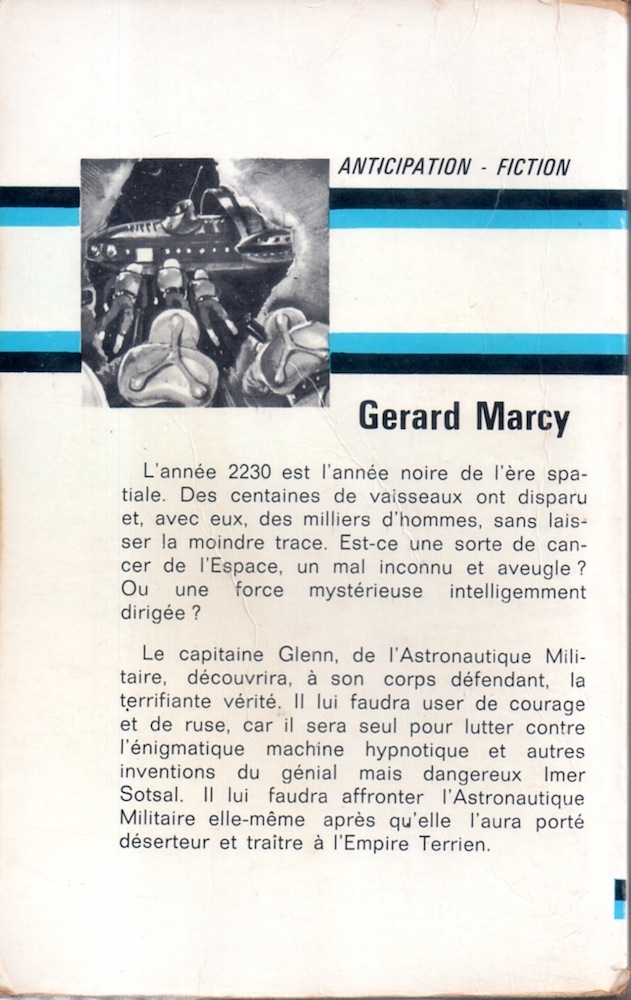 ANTICIPATION - FICTION
Gerard Marcy
L'année 2230 est l'année noire de l'ère spa-
tiale. Des centaines de vaisseaux ont disparu
et, avec eux, des milliers d'hommes, sans lais-
ser la moindre trace. Est-ce une sorte de can-
cer de l'Espace, un mal inconnu et aveugle ?
Ou une force mystérieuse intelligemment
dirigée ?
Le capitaine Glenn, de l'Astronautique Mili-
taire, découvrira, à son corps défendant, la
terrifiante vérité. Il lui faudra user de courage
et de ruse, car il sera seul pour lutter contre
l'énigmatique machine hypnotique et autres
inventions du génial mais dangereux Imer
Sotsal. Il lui faudra affronter l'Astronautique
Militaire elle-même après qu'elle l'aura porté
déserteur et traître à l'Empire Terrien.